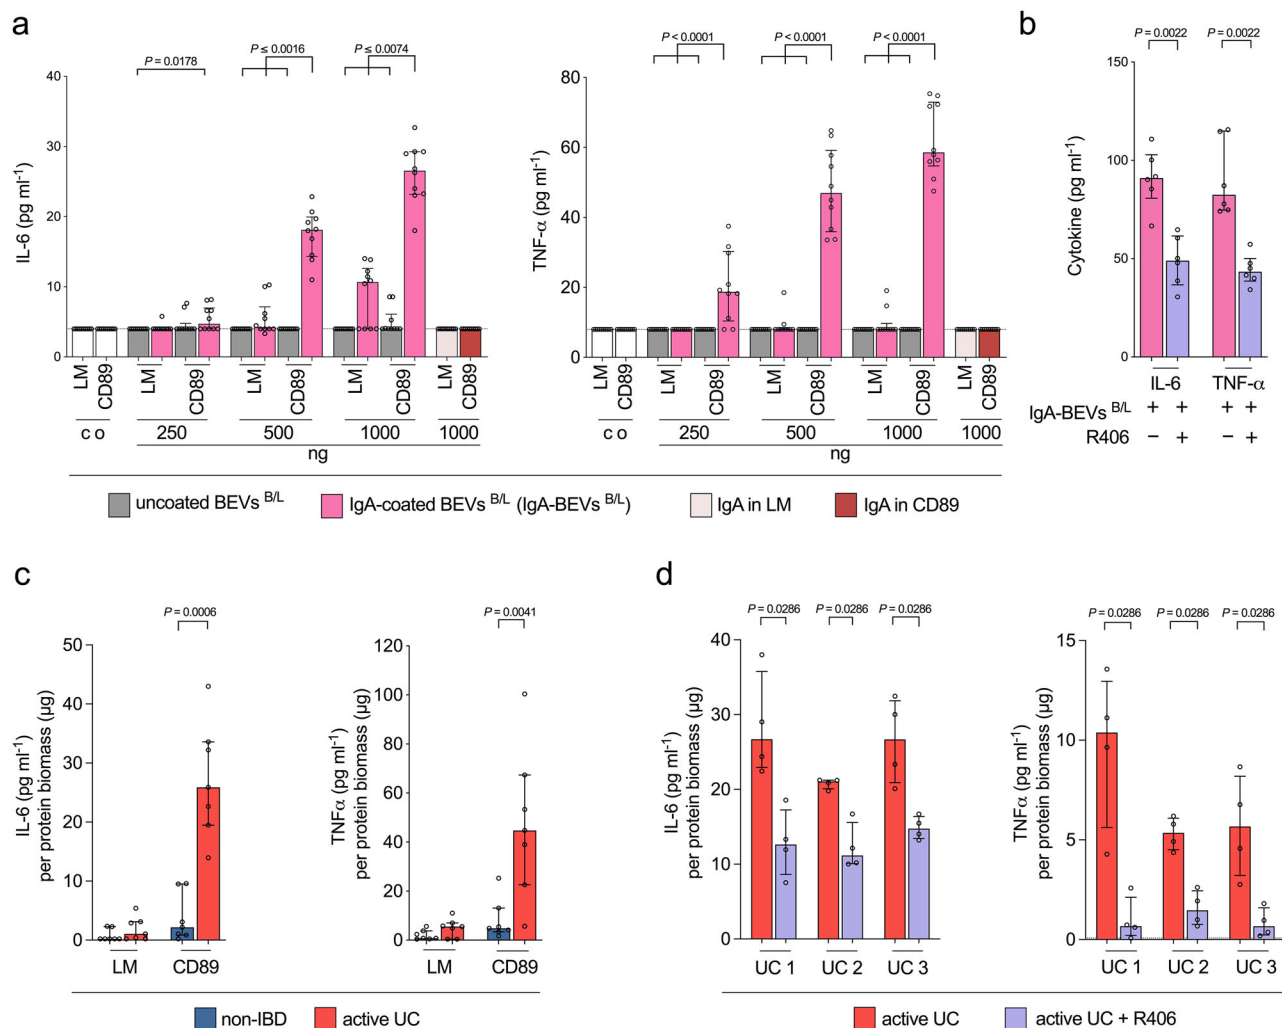 a
P = 0.0178
P ≤ 0.0016
P ≤ 0.0074
40
30
20
10
0
IL-6 (pg ml⁻¹)
LM
CD89
LM
CD89
LM
CD89
LM
CD89
LM
CD89
c o
250
500
1000
1000
ng
P < 0.0001
P < 0.0001
P < 0.0001
80
60
40
20
0
TNF-α (pg ml⁻¹)
LM
CD89
LM
CD89
LM
CD89
LM
CD89
LM
CD89
c o
250
500
1000
1000
ng
uncoated BEVs B/L
IgA-coated BEVs B/L (IgA-BEVs B/L)
IgA in LM
IgA in CD89
b
P = 0.0022
P = 0.0022
150
100
50
0
Cytokine (pg ml⁻¹)
IL-6
TNF-α
IgA-BEVs B/L + + + +
R406 − + − +
c
P = 0.0006
50
40
30
20
10
0
IL-6 (pg ml⁻¹)
per protein biomass (µg)
LM
CD89
P = 0.0041
120
100
80
60
40
20
0
TNFα (pg ml⁻¹)
per protein biomass (µg)
LM
CD89
non-IBD
active UC
d
P = 0.0286
P = 0.0286
P = 0.0286
40
30
20
10
0
IL-6 (pg ml⁻¹)
per protein biomass (µg)
UC 1
UC 2
UC 3
P = 0.0286
P = 0.0286
P = 0.0286
15
10
5
0
TNFα (pg ml⁻¹)
per protein biomass (µg)
UC 1
UC 2
UC 3
active UC
active UC + R406